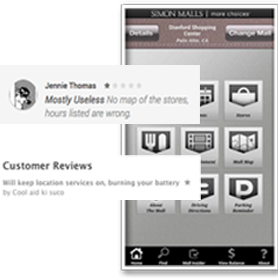 SIMON MALLS | more choices
Details
Stanford Shopping
Center
Palo Alto, CA
Change Mall
Jennie Thomas ★
Mostly Useless No map of the stores,
hours listed are wrong.
Stores
Mall Map
Customer Reviews
Will keep location services on, burning your battery ★
by Cool aid ki suto
About
The Mall
Driving
Directions
Parking
Reminder
Home
Find
Mall Insider
View Balance
About